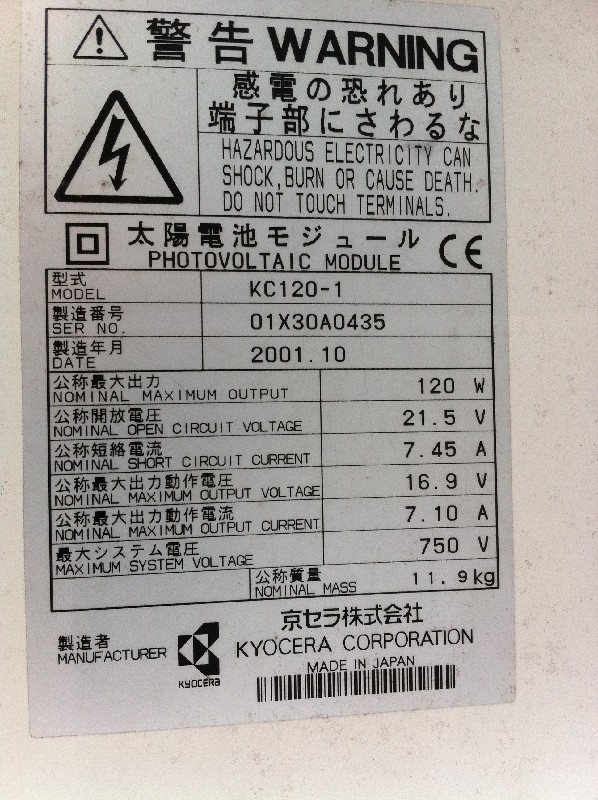 警告 WARNING
感電の恐れあり
端子部にさわるな
HAZARDOUS ELECTRICITY CAN
SHOCK,BURN OR CAUSE DEATH.
DO NOT TOUCH TERMINALS.
太陽電池モジュール
PHOTOVOLTAIC MODULE
CE
型式
MODEL
KC120-1
製造番号
SER NO.
01X30A0435
製造年月
DATE
2001.10
公称最大出力
NOMINAL MAXIMUM OUTPUT
120 W
公称開放電圧
NOMINAL OPEN CIRCUIT VOLTAGE
21.5 V
公称短絡電流
NOMINAL SHORT CIRCUIT CURRENT
7.45 A
公称最大出力動作電圧
NOMINAL MAXIMUM OUTPUT VOLTAGE
16.9 V
公称最大出力動作電流
NOMINAL MAXIMUM OUTPUT CURRENT
7.10 A
最大システム電圧
MAXIMUM SYSTEM VOLTAGE
750 V
公称質量
NOMINAL MASS
11.9kg
製造者
MANUFACTURER
KYOCERA
京セラ株式会社
KYOCERA CORPORATION
MADE IN JAPAN